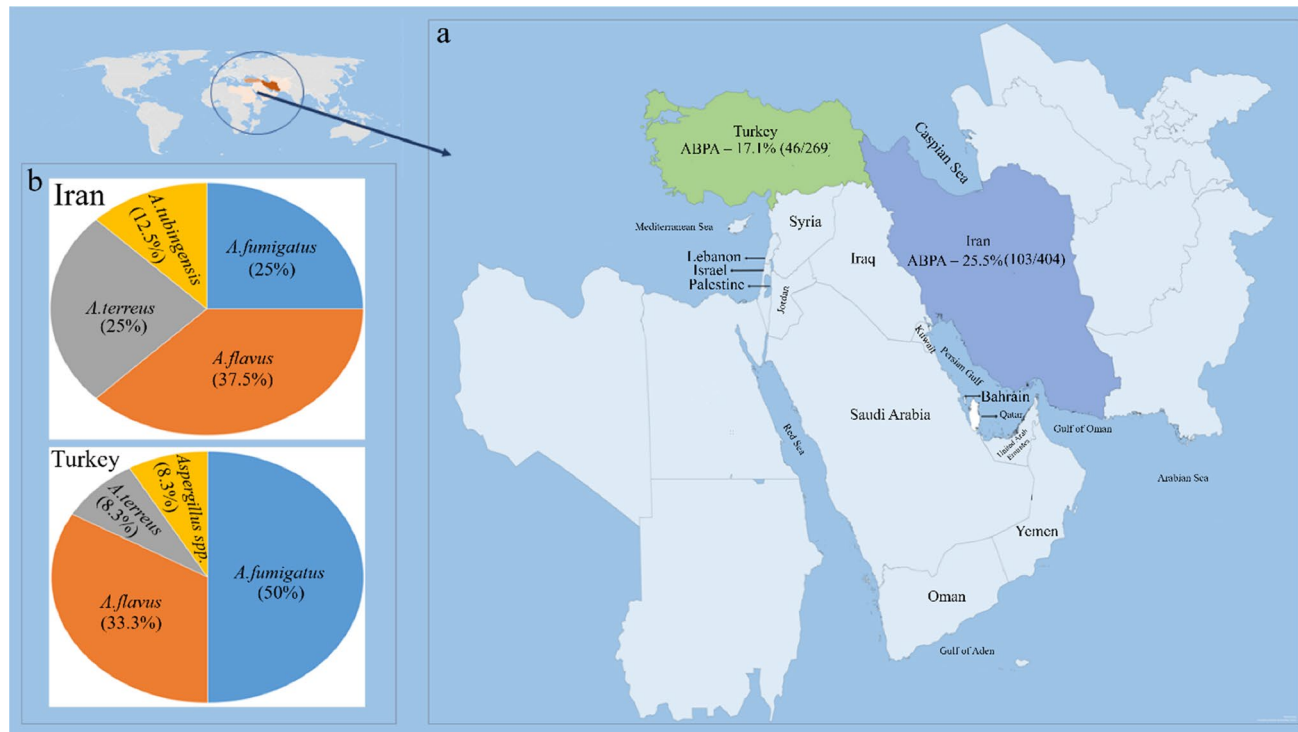 a
Turkey
ABPA – 17.1% (46/269)
Caspian Sea
Mediterranean Sea
Syria
Iran
ABPA – 25.5% (103/404)
Lebanon
Israel
Palestine
Iraq
Jordan
Kuwait
Persian Gulf
Bahrain
Qatar
Saudi Arabia
United Arab
Emirates
Gulf of Oman
Red Sea
Arabian Sea
Yemen
Oman
Gulf of Aden
b
Iran
A.tubingensis
(12.5%)
A.fumigatus
(25%)
A.terreus
(25%)
A.flavus
(37.5%)
Turkey
Aspergillus spp.
(8.3%)
A.terreus
(8.3%)
A.fumigatus
(50%)
A.flavus
(33.3%)